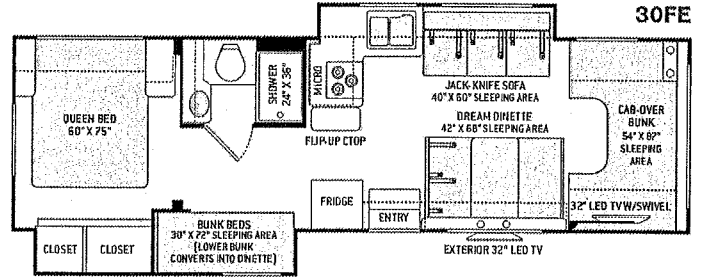 30FE
QUEEN BED
60" X 75"
SHOWER
24" X 36"
MICRO
FLIP-UP CTOP
JACK-KNIFE SOFA
40" X 60" SLEEPING AREA
DREAM DINETTE
42" X 68" SLEEPING AREA
CAB-OVER
BUNK
54" X 87"
SLEEPING
AREA
32" LED TV W/SWIVEL
FRIDGE
ENTRY
EXTERIOR 32" LED TV
CLOSET
CLOSET
BUNK BEDS
30" X 72" SLEEPING AREA
(LOWER BUNK
CONVERTS INTO DINETTE)